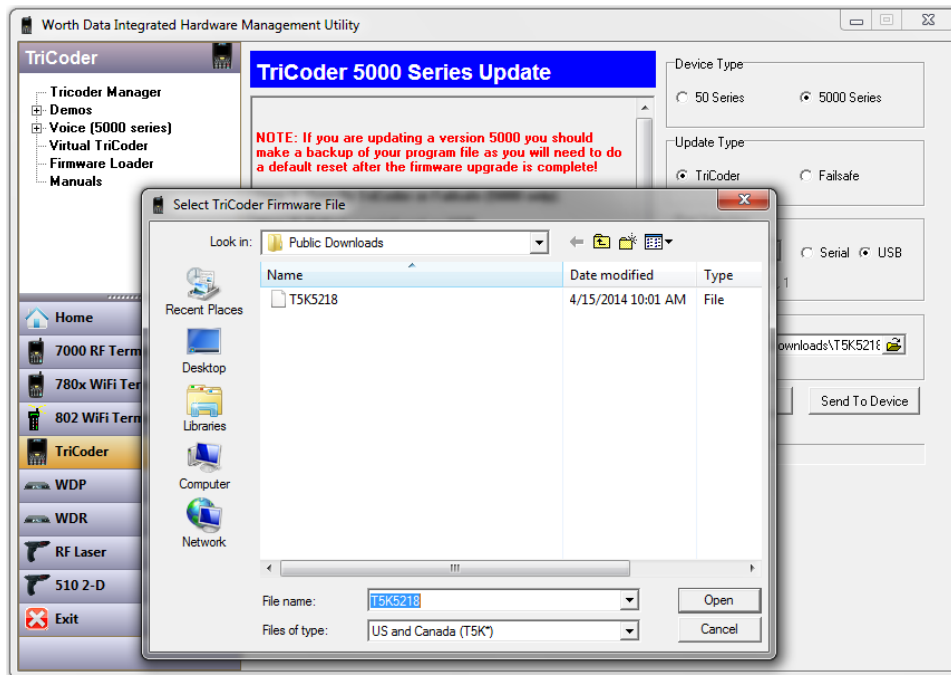 Worth Data Integrated Hardware Management Utility
TriCoder
Tricoder Manager
Demos
Voice (5000 series)
Virtual TriCoder
Firmware Loader
Manuals
TriCoder 5000 Series Update
NOTE: If you are updating a version 5000 you should
make a backup of your program file as you will need to do
a default reset after the firmware upgrade is complete!
Device Type
50 Series
5000 Series
Update Type
TriCoder
Failsafe
Serial
USB
1
ownloads\T5K5218
Send To Device
Home
7000 RF Term
780x WiFi Ter
802 WiFi Term
TriCoder
WDP
WDR
RF Laser
510 2-D
Exit
Select TriCoder Firmware File
Look in:
Public Downloads
Recent Places
Desktop
Libraries
Computer
Network
Name
Date modified
Type
T5K5218
4/15/2014 10:01 AM
File
File name:
T5K5218
Open
Files of type:
US and Canada (T5K*)
Cancel